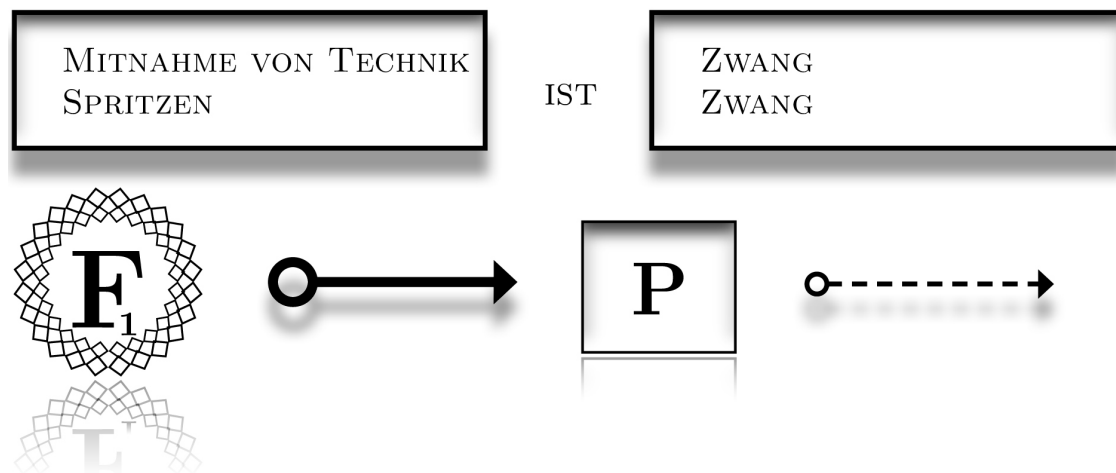 Mitnahme von Technik
Spritzen
ist
Zwang
Zwang
F1
P